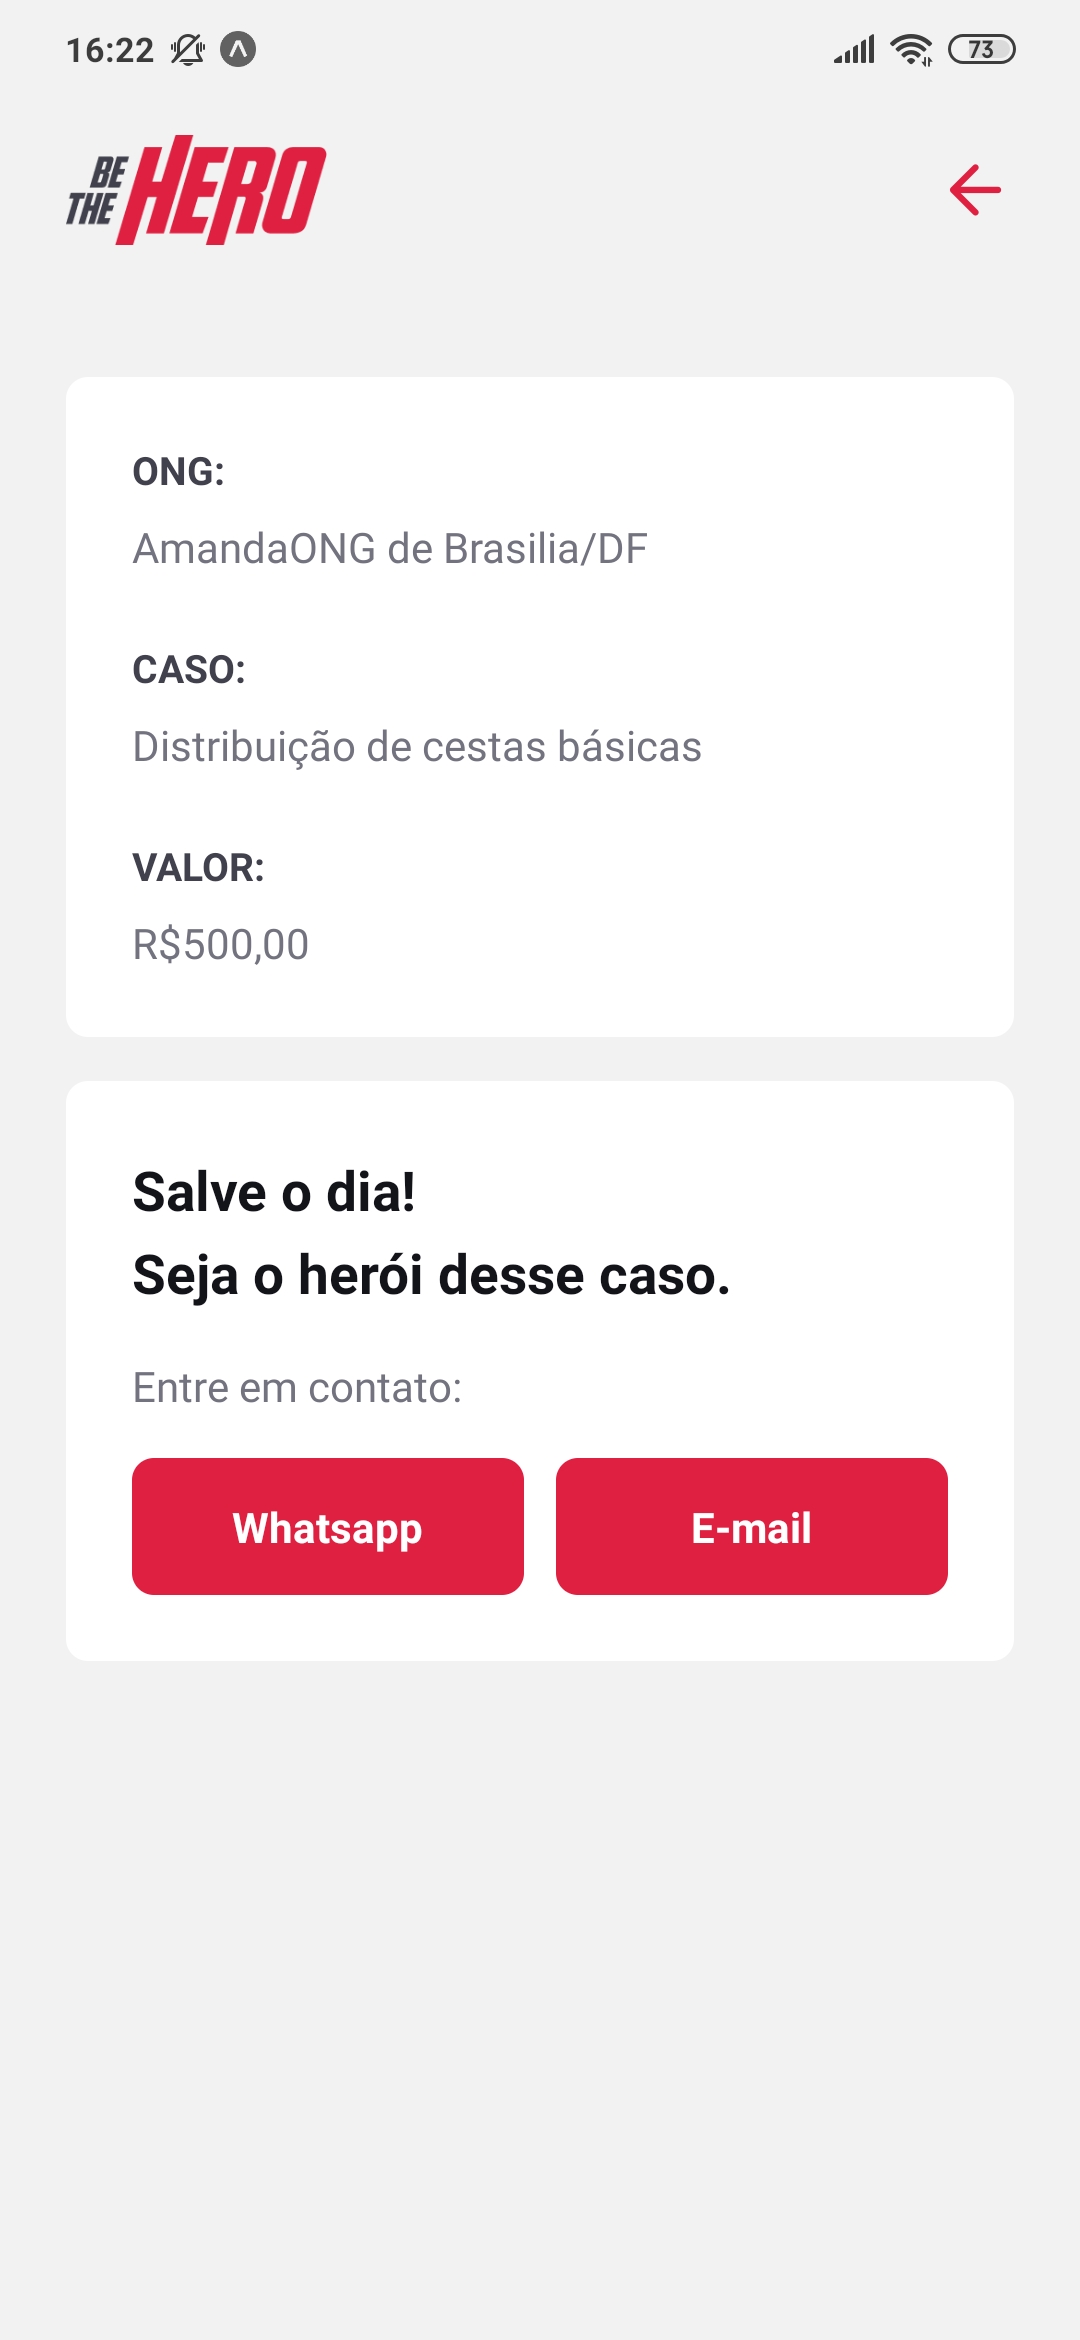 16:22
73
BE
THE
HERO
ONG:
AmandaONG de Brasilia/DF
CASO:
Distribuição de cestas básicas
VALOR:
R$500,00
Salve o dia!
Seja o herói desse caso.
Entre em contato:
Whatsapp
E-mail